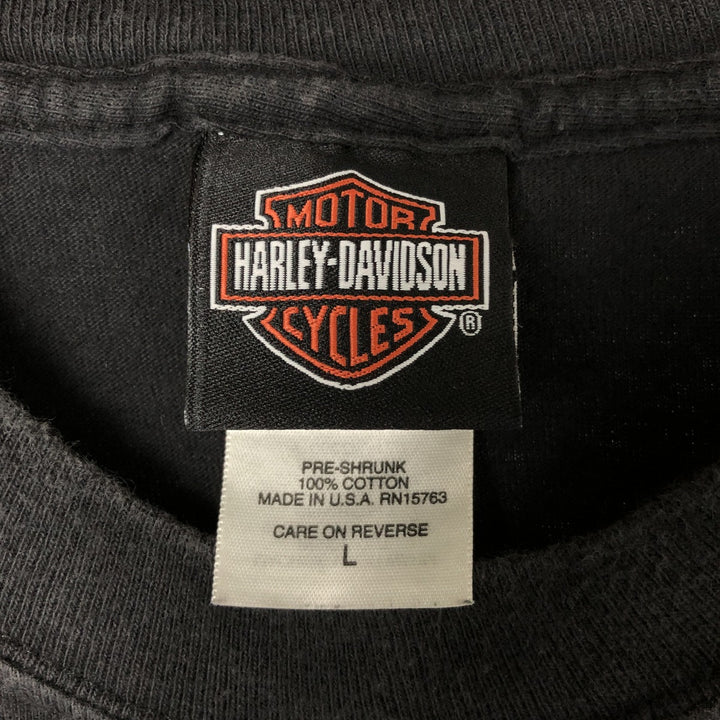 MOTOR
HARLEY-DAVIDSON
CYCLES
®
PRE-SHRUNK
100% COTTON
MADE IN U.S.A. RN15763
CARE ON REVERSE
L